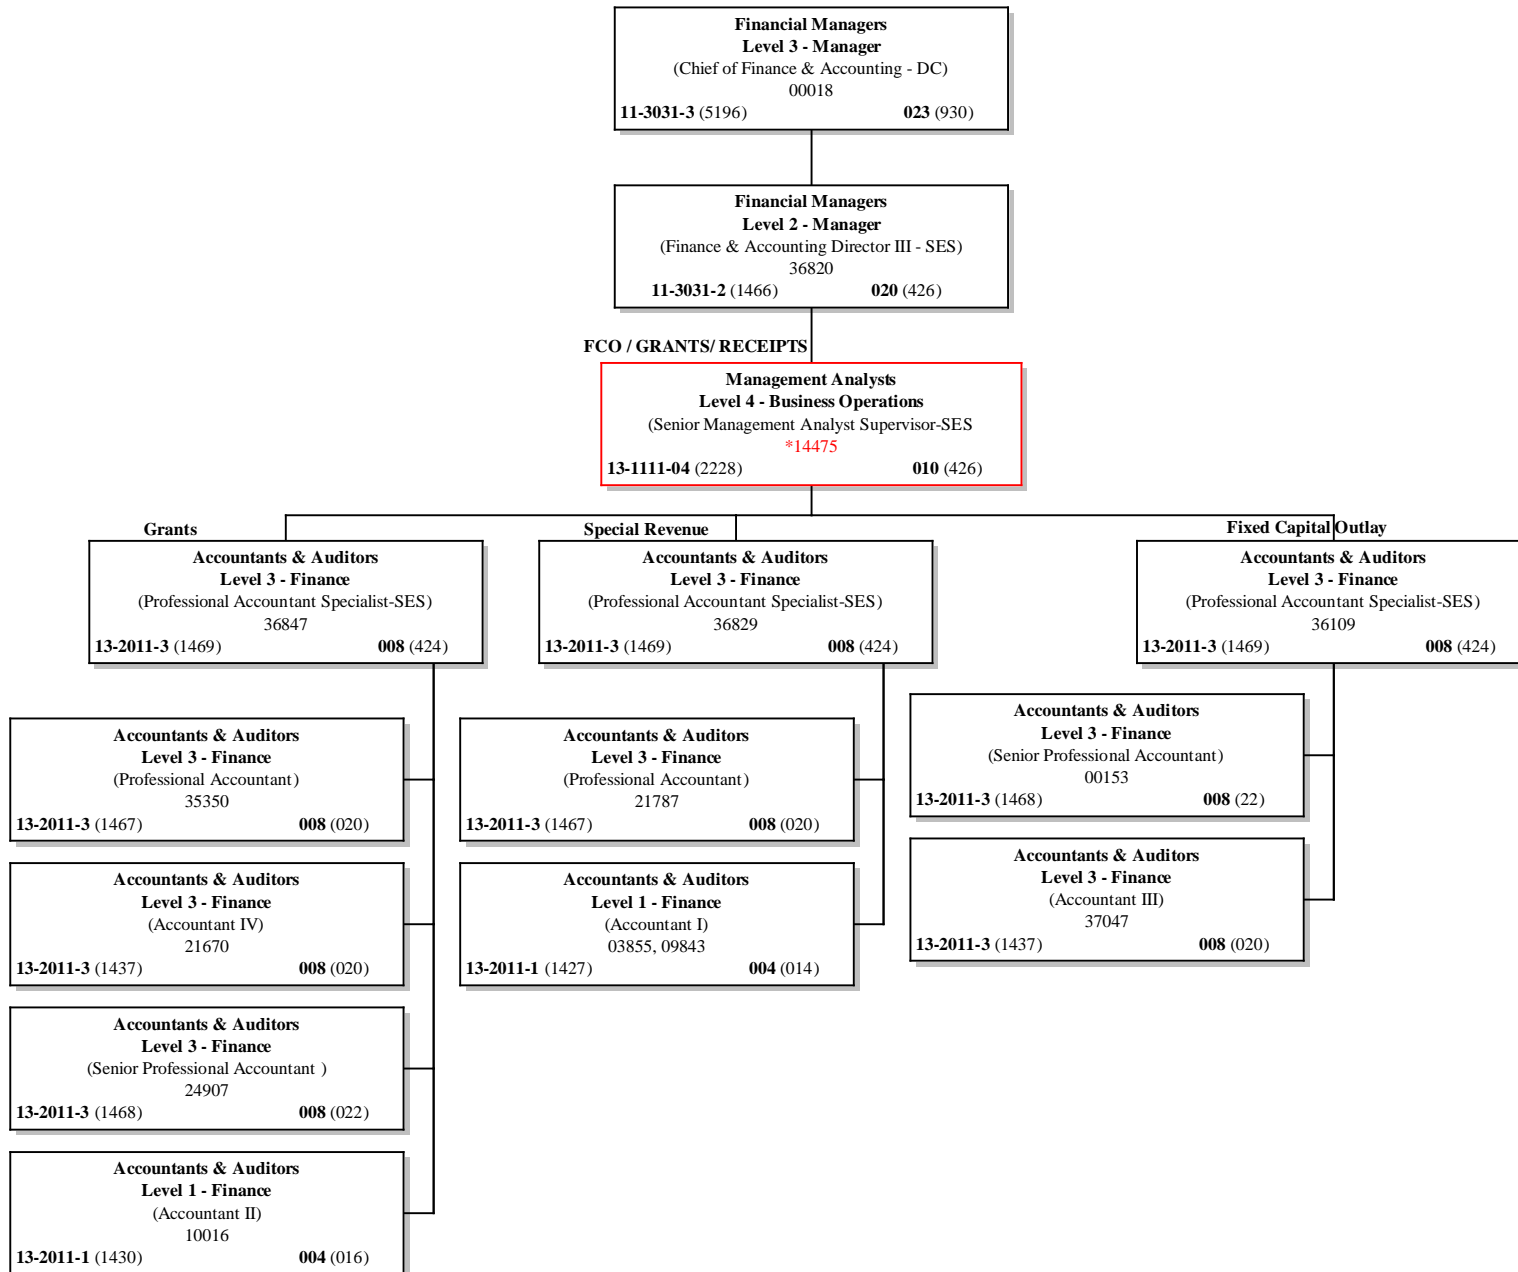 Financial Managers
Level 3 - Manager
(Chief of Finance & Accounting - DC)
00018
11-3031-3 (5196) 023 (930)
Financial Managers
Level 2 - Manager
(Finance & Accounting Director III - SES)
36820
11-3031-2 (1466) 020 (426)
FCO / GRANTS/ RECEIPTS
Management Analysts
Level 4 - Business Operations
(Senior Management Analyst Supervisor-SES
*14475
13-1111-04 (2228) 010 (426)
Grants
Accountants & Auditors
Level 3 - Finance
(Professional Accountant Specialist-SES)
36847
13-2011-3 (1469) 008 (424)
Accountants & Auditors
Level 3 - Finance
(Professional Accountant)
35350
13-2011-3 (1467) 008 (020)
Accountants & Auditors
Level 3 - Finance
(Accountant IV)
21670
13-2011-3 (1437) 008 (020)
Accountants & Auditors
Level 3 - Finance
(Senior Professional Accountant )
24907
13-2011-3 (1468) 008 (022)
Accountants & Auditors
Level 1 - Finance
(Accountant II)
10016
13-2011-1 (1430) 004 (016)
Special Revenue
Accountants & Auditors
Level 3 - Finance
(Professional Accountant Specialist-SES)
36829
13-2011-3 (1469) 008 (424)
Accountants & Auditors
Level 3 - Finance
(Professional Accountant)
21787
13-2011-3 (1467) 008 (020)
Accountants & Auditors
Level 1 - Finance
(Accountant I)
03855, 09843
13-2011-1 (1427) 004 (014)
Fixed Capital Outlay
Accountants & Auditors
Level 3 - Finance
(Professional Accountant Specialist-SES)
36109
13-2011-3 (1469) 008 (424)
Accountants & Auditors
Level 3 - Finance
(Senior Professional Accountant)
00153
13-2011-3 (1468) 008 (22)
Accountants & Auditors
Level 3 - Finance
(Accountant III)
37047
13-2011-3 (1437) 008 (020)